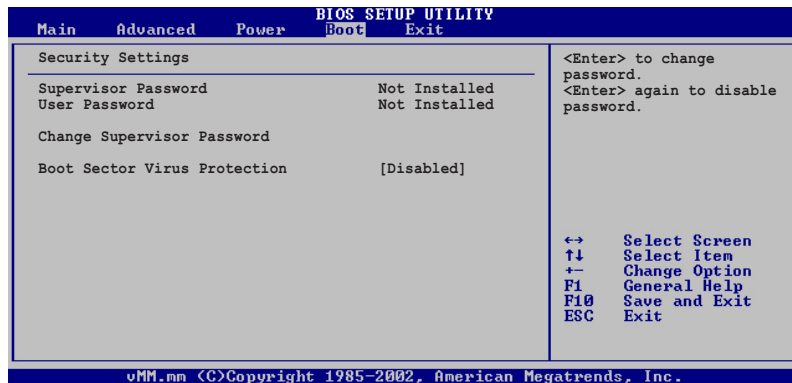 BIOS SETUP UTILITY
Main Advanced Power Boot Exit
Security Settings
Supervisor Password Not Installed
User Password Not Installed
Change Supervisor Password
Boot Sector Virus Protection [Disabled]
<Enter> to change
password.
<Enter> again to disable
password.
←→ Select Screen
↑↓ Select Item
+- Change Option
F1 General Help
F10 Save and Exit
ESC Exit
vMM.mm (C)Copyright 1985-2002, American Megatrends, Inc.